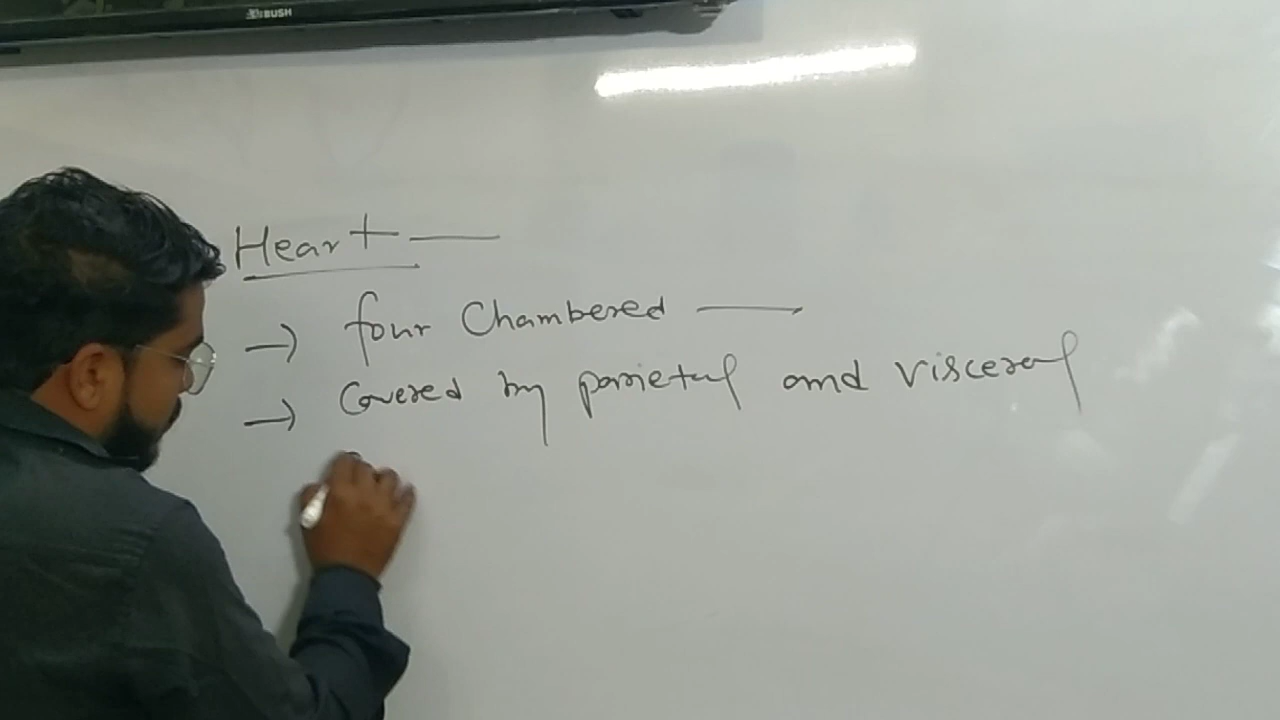 BUSH
Heart —
→ four Chambered —
→ Covered by parietal and visceral